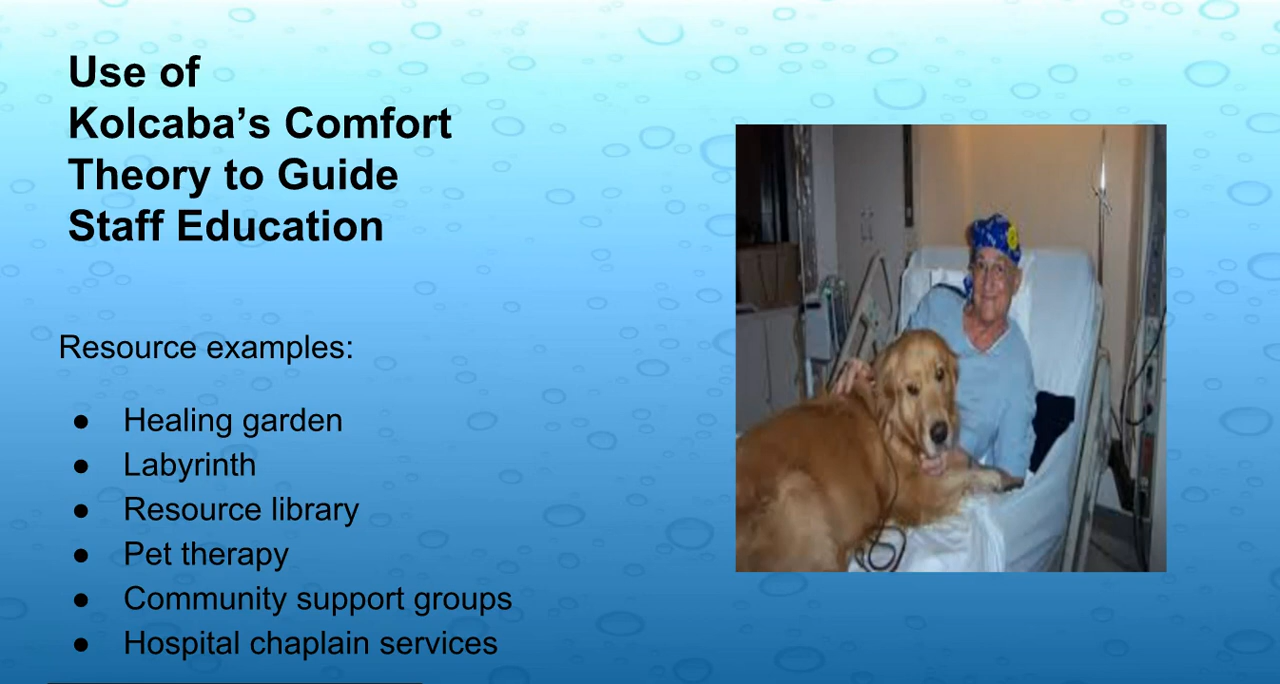 Use of
Kolcaba’s Comfort
Theory to Guide
Staff Education
Resource examples:
● Healing garden
● Labyrinth
● Resource library
● Pet therapy
● Community support groups
● Hospital chaplain services